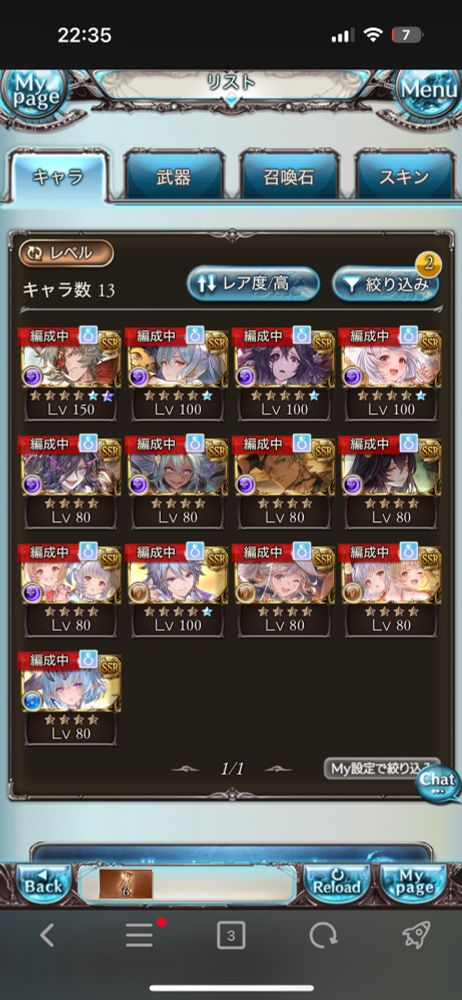 22:35
7
My page
リスト
Menu
キャラ
武器
召喚石
スキン
レベル
キャラ数 13
レア度/高
絞り込み
2
編成中 SSR
編成中 SSR
編成中 SSR
編成中 SSR
Lv 150
Lv 100
Lv 100
Lv 100
編成中 SSR
編成中 SSR
編成中 SSR
編成中 SSR
Lv 80
Lv 80
Lv 80
Lv 80
編成中 SSR
編成中 SSR
編成中 SSR
編成中 SSR
Lv 80
Lv 100
Lv 80
Lv 80
編成中 SSR
Lv 80
1/1
My設定で絞り込み
Chat
Back
6
Reload
My page
3